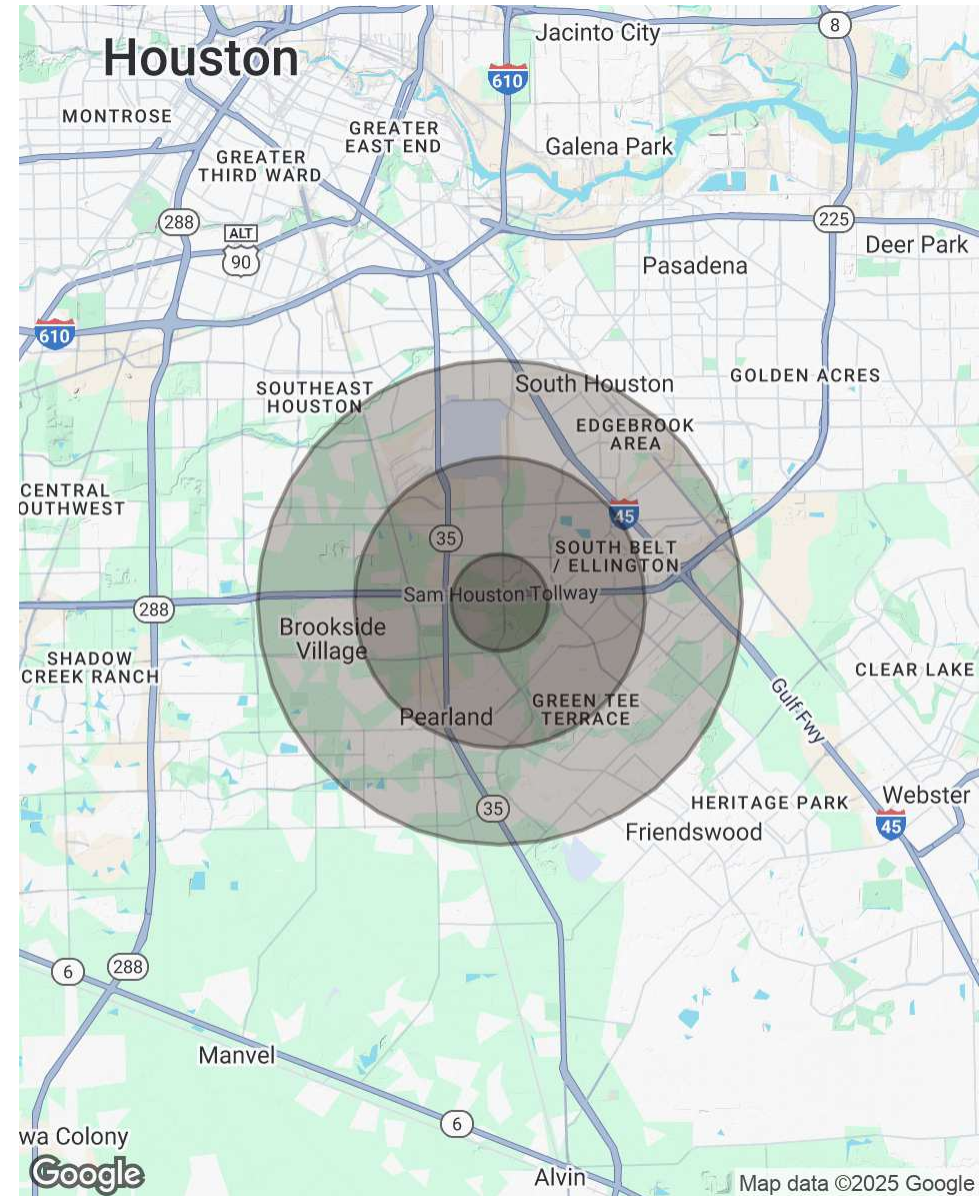 Jacinto City
8
Houston
610
MONTROSE
GREATER
EAST END
Galena Park
GREATER
THIRD WARD
288
ALT
90
225
Deer Park
Pasadena
610
SOUTHEAST
HOUSTON
South Houston
GOLDEN ACRES
EDGEBROOK
AREA
CENTRAL
OUTHWEST
45
35
SOUTH BELT
/ ELLINGTON
Sam Houston Tollway
288
Brookside
Village
SHADOW
CREEK RANCH
CLEAR LAKE
Gulf Fwy
GREEN TEE
TERRACE
Pearland
35
HERITAGE PARK
Webster
Friendswood
45
6
288
Manvel
6
wa Colony
Google
Alvin
Map data ©2025 Google